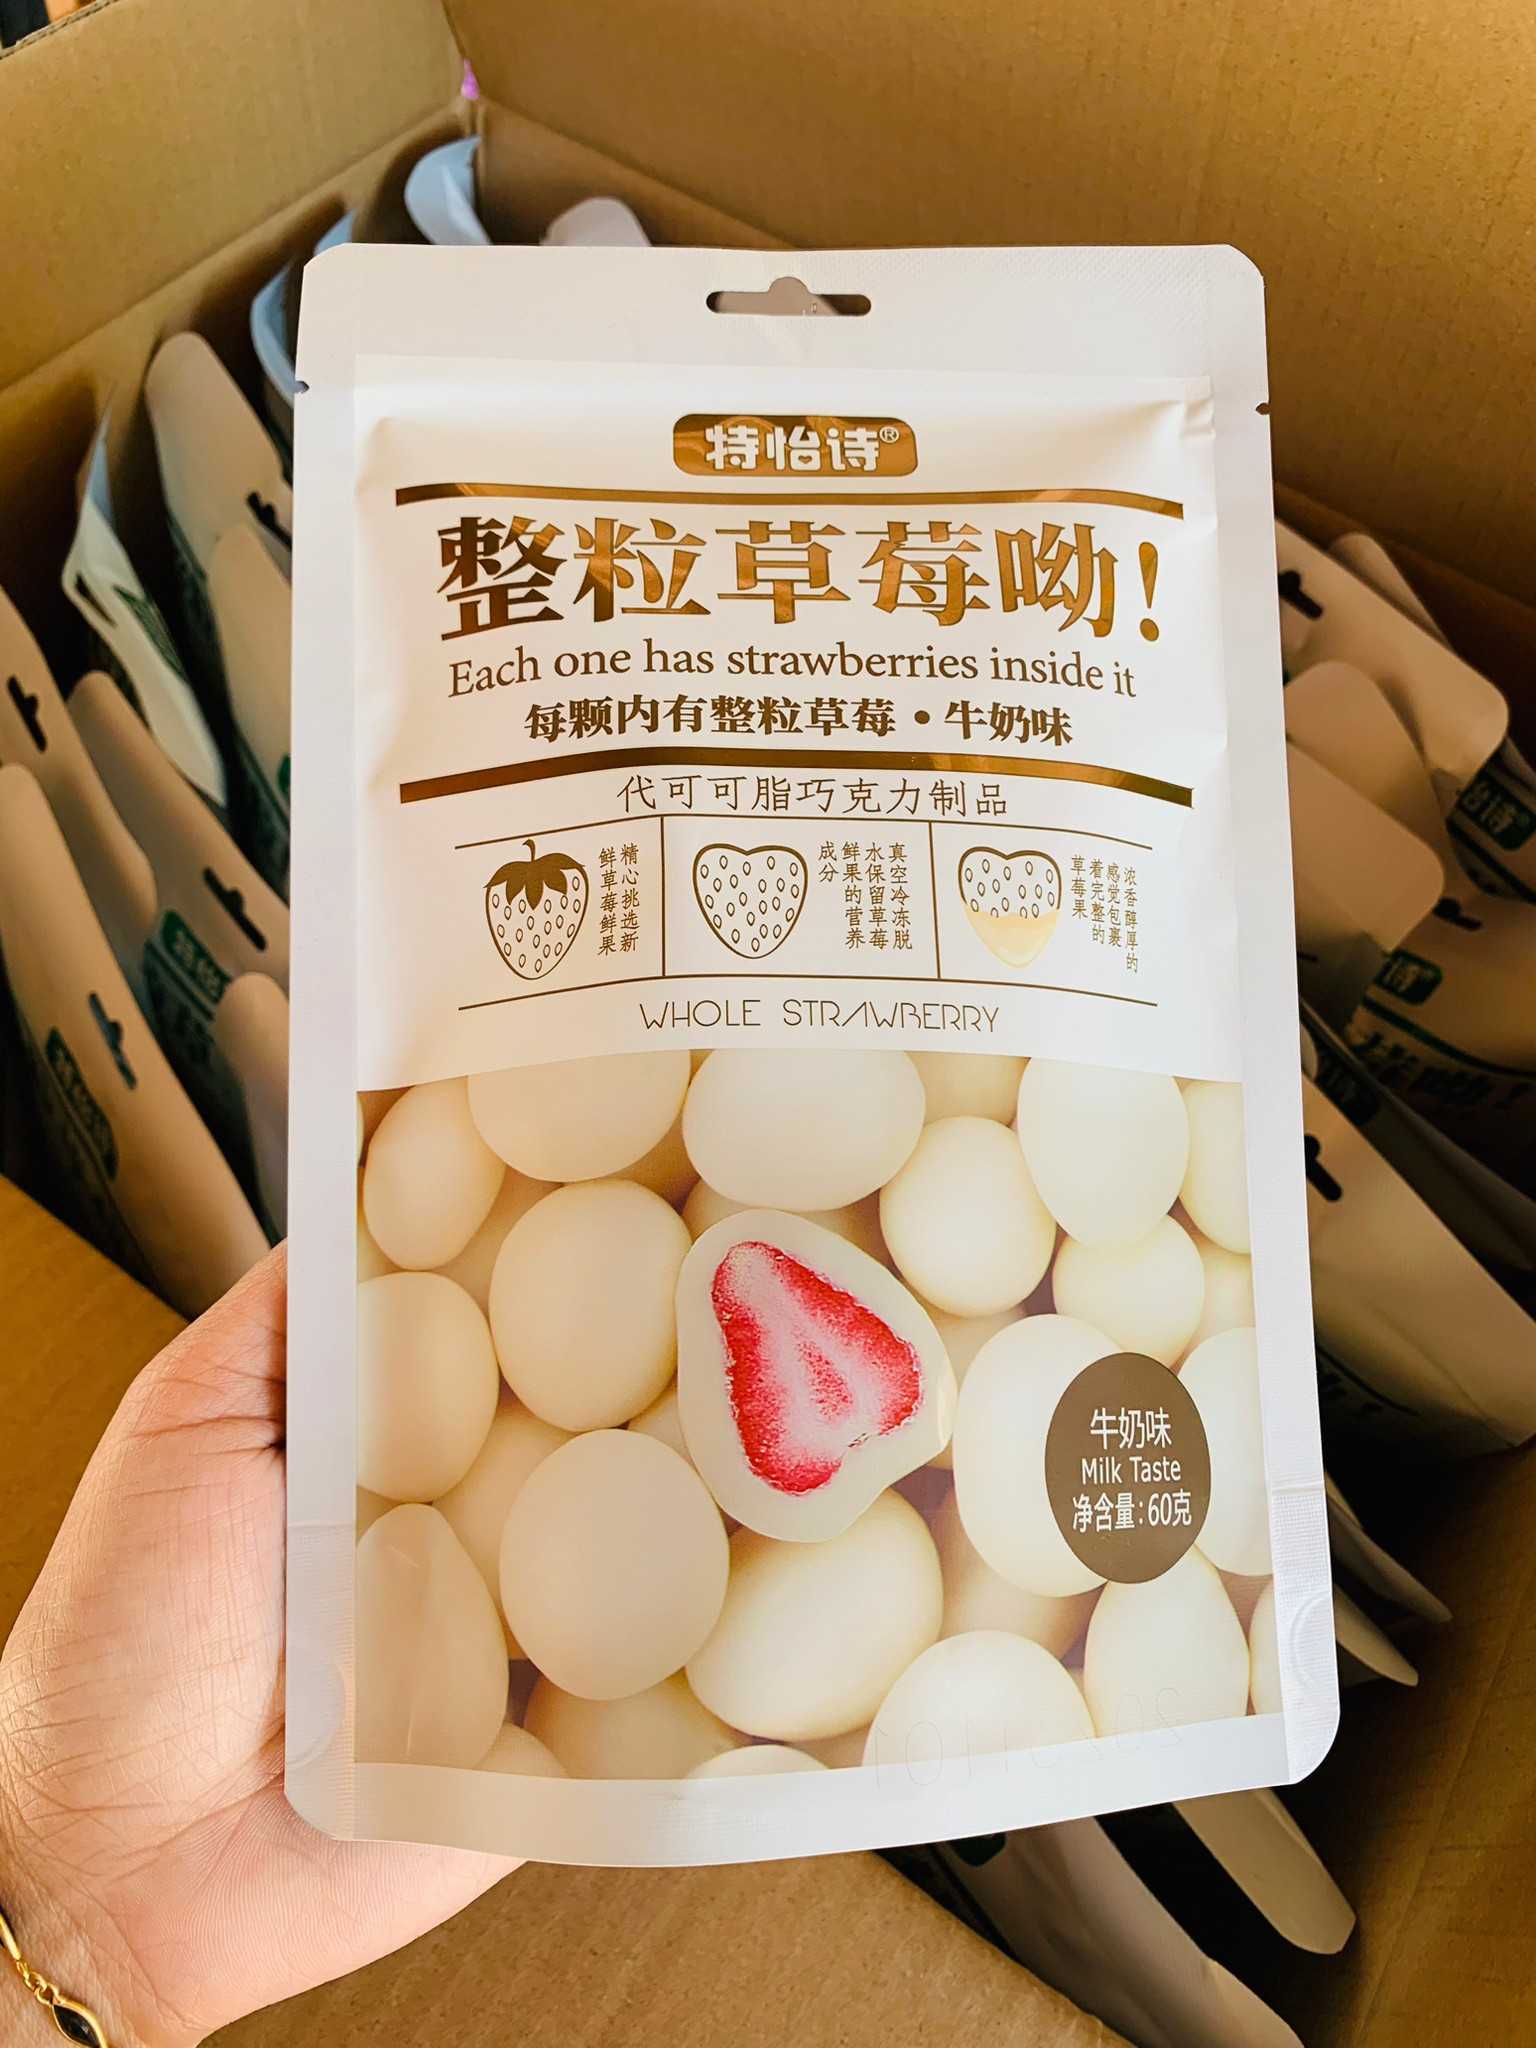 特怡诗®
整粒草莓呦!
Each one has strawberries inside it
每颗内有整粒草莓·牛奶味
代可可脂巧克力制品
精心挑选新
鲜草莓鲜果
真空冷冻脱
水保留草莓
鲜果的营养
成分
浓香醇厚的
感觉包裹
着完整的
草莓果
WHOLE STRAWBERRY
牛奶味
Milk Taste
净含量:60克